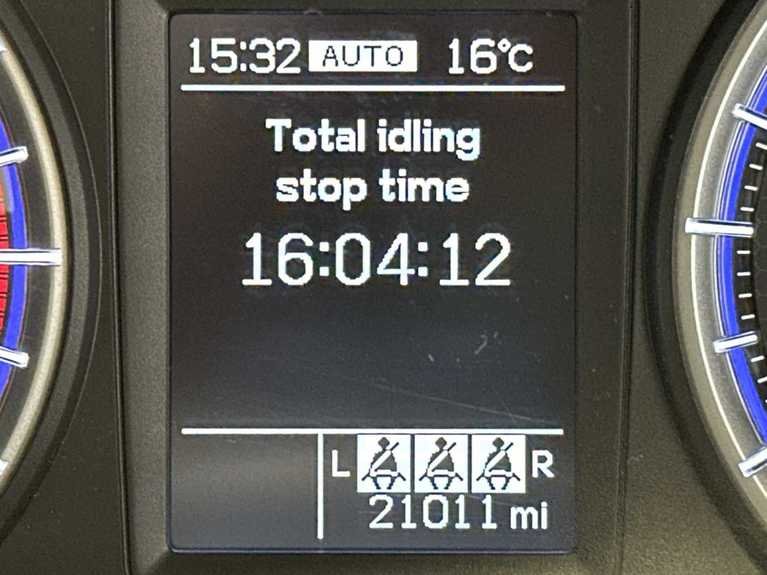 15:32 AUTO 16°C
Total idling
stop time
16:04:12
L R
21011 mi